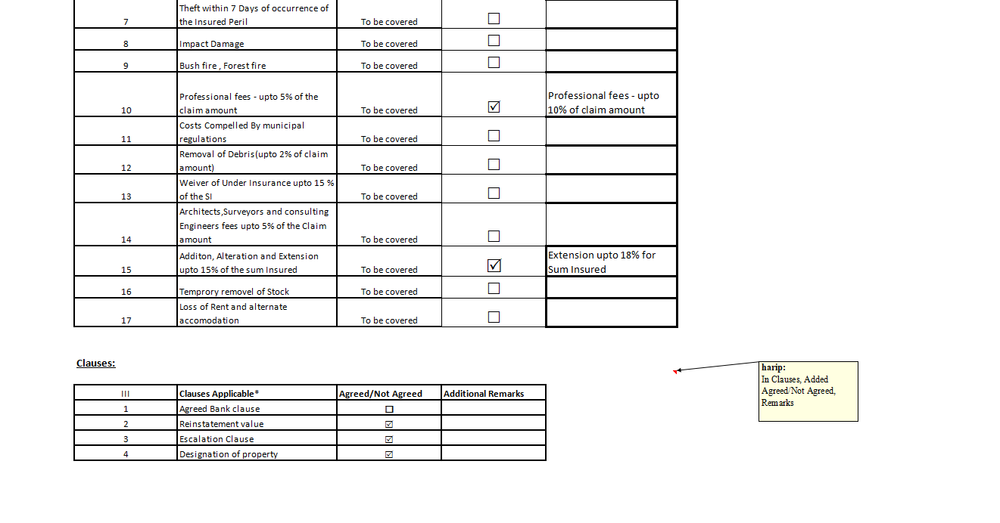 Theft within 7 Days of occurrence of
the Insured Peril
7
To be covered
☐
8
Impact Damage
To be covered
☐
9
Bush fire , Forest fire
To be covered
☐
Professional fees - upto 5% of the
claim amount
10
To be covered
☑
Professional fees - upto
10% of claim amount
Costs Compelled By municipal
regulations
11
To be covered
☐
Removal of Debris(upto 2% of claim
amount)
12
To be covered
☐
Weiver of Under Insurance upto 15 %
of the SI
13
To be covered
☐
Architects,Surveyors and consulting
Engineers fees upto 5% of the Claim
amount
14
To be covered
☐
Additon, Alteration and Extension
upto 15% of the sum Insured
15
To be covered
☑
Extension upto 18% for
Sum Insured
16
Temprory removel of Stock
To be covered
☐
Loss of Rent and alternate
accomodation
17
To be covered
☐
Clauses:
harip:
In Clauses, Added
Agreed/Not Agreed,
Remarks
III
Clauses Applicable*
Agreed/Not Agreed
Additional Remarks
1
Agreed Bank clause
☐
2
Reinstatement value
☑
3
Escalation Clause
☑
4
Designation of property
☑